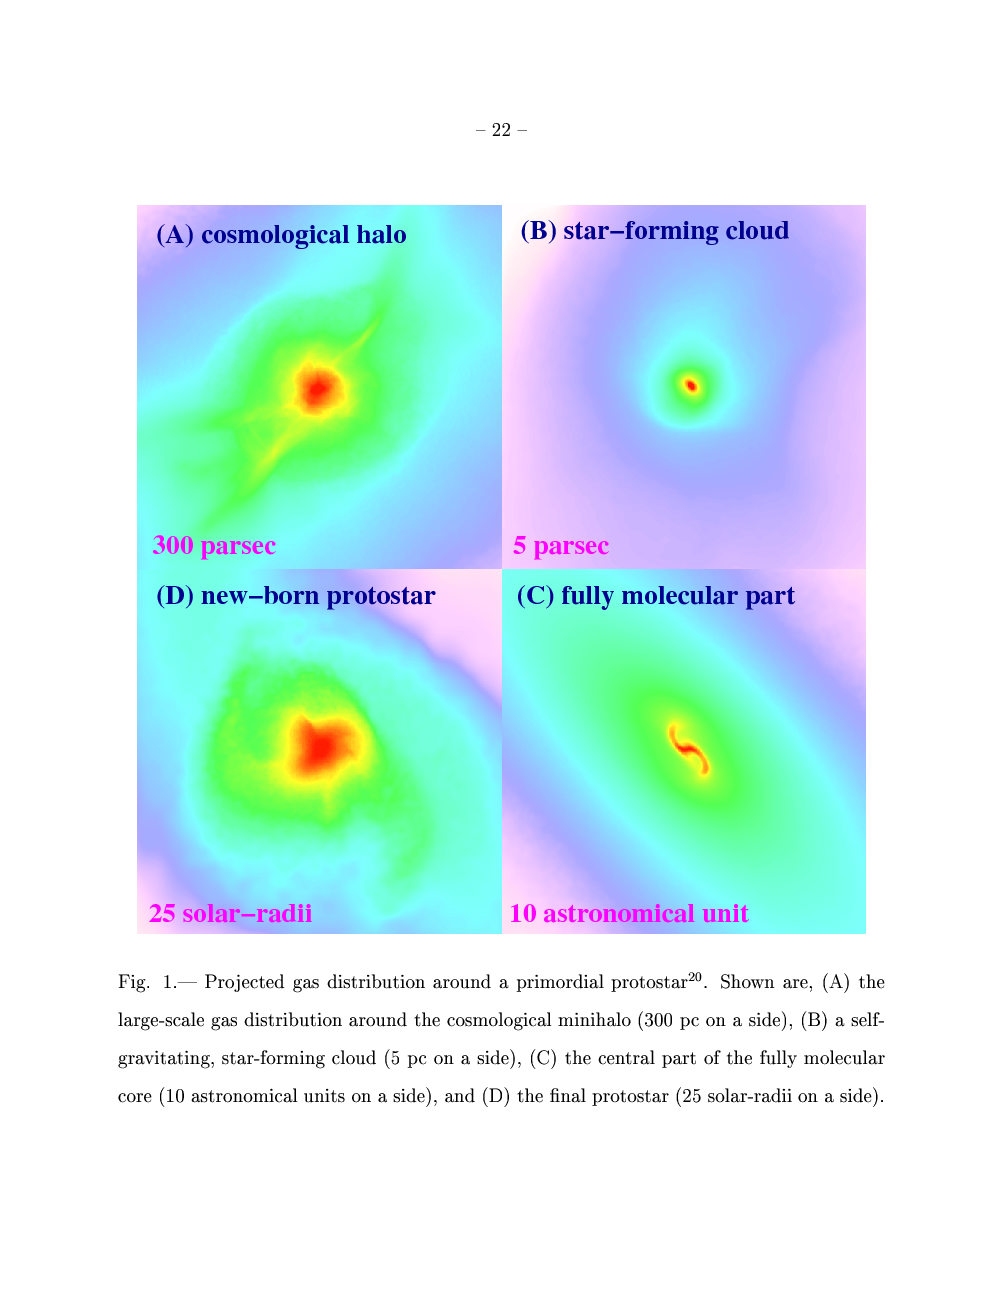 – 22 –
(A) cosmological halo
300 parsec
(B) star–forming cloud
5 parsec
(D) new–born protostar
25 solar–radii
(C) fully molecular part
10 astronomical unit
Fig. 1.— Projected gas distribution around a primordial protostar²⁰. Shown are, (A) the
large-scale gas distribution around the cosmological minihalo (300 pc on a side), (B) a self-
gravitating, star-forming cloud (5 pc on a side), (C) the central part of the fully molecular
core (10 astronomical units on a side), and (D) the final protostar (25 solar-radii on a side).